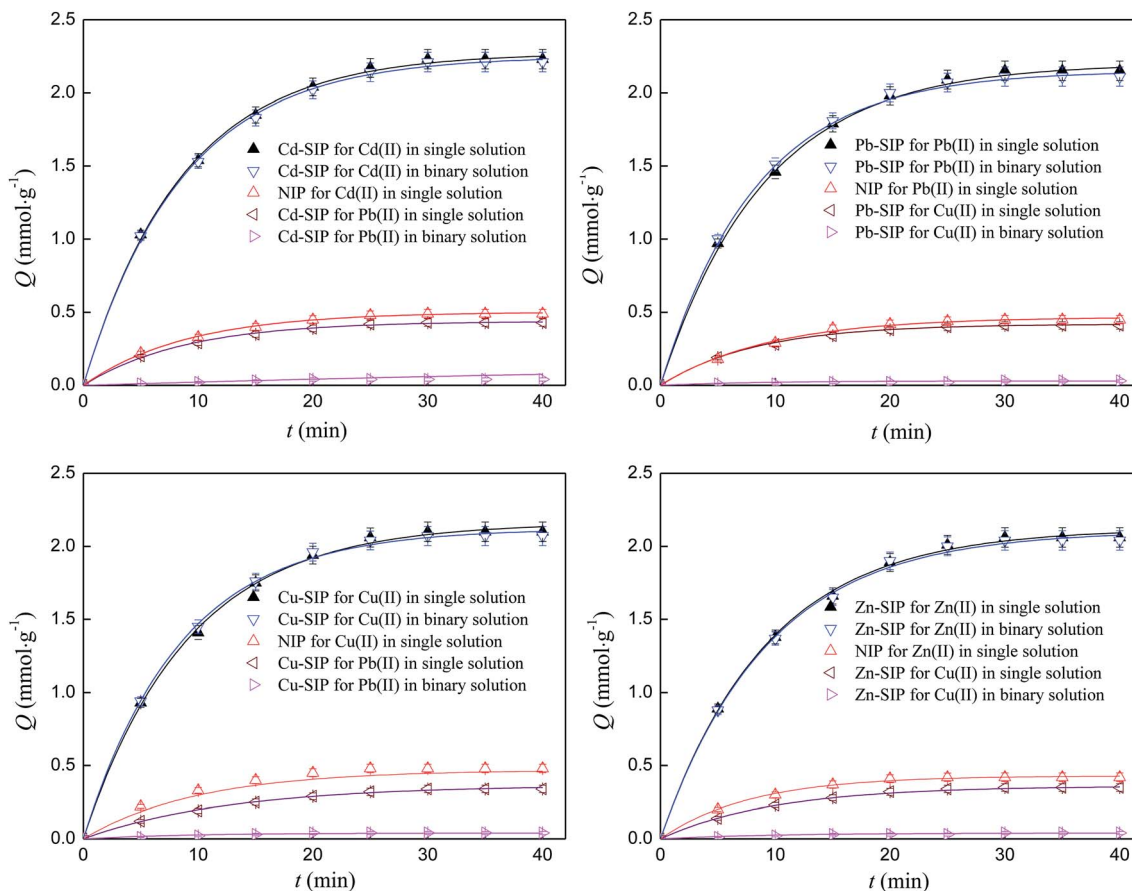 2.5
2.0
1.5
1.0
0.5
0.0
Q (mmol·g⁻¹)
Cd-SIP for Cd(II) in single solution
Cd-SIP for Cd(II) in binary solution
NIP for Cd(II) in single solution
Cd-SIP for Pb(II) in single solution
Cd-SIP for Pb(II) in binary solution
0 10 20 30 40
t (min)
2.5
2.0
1.5
1.0
0.5
0.0
Q (mmol·g⁻¹)
Pb-SIP for Pb(II) in single solution
Pb-SIP for Pb(II) in binary solution
NIP for Pb(II) in single solution
Pb-SIP for Cu(II) in single solution
Pb-SIP for Cu(II) in binary solution
0 10 20 30 40
t (min)
2.5
2.0
1.5
1.0
0.5
0.0
Q (mmol·g⁻¹)
Cu-SIP for Cu(II) in single solution
Cu-SIP for Cu(II) in binary solution
NIP for Cu(II) in single solution
Cu-SIP for Pb(II) in single solution
Cu-SIP for Pb(II) in binary solution
0 10 20 30 40
t (min)
2.5
2.0
1.5
1.0
0.5
0.0
Q (mmol·g⁻¹)
Zn-SIP for Zn(II) in single solution
Zn-SIP for Zn(II) in binary solution
NIP for Zn(II) in single solution
Zn-SIP for Cu(II) in single solution
Zn-SIP for Cu(II) in binary solution
0 10 20 30 40
t (min)